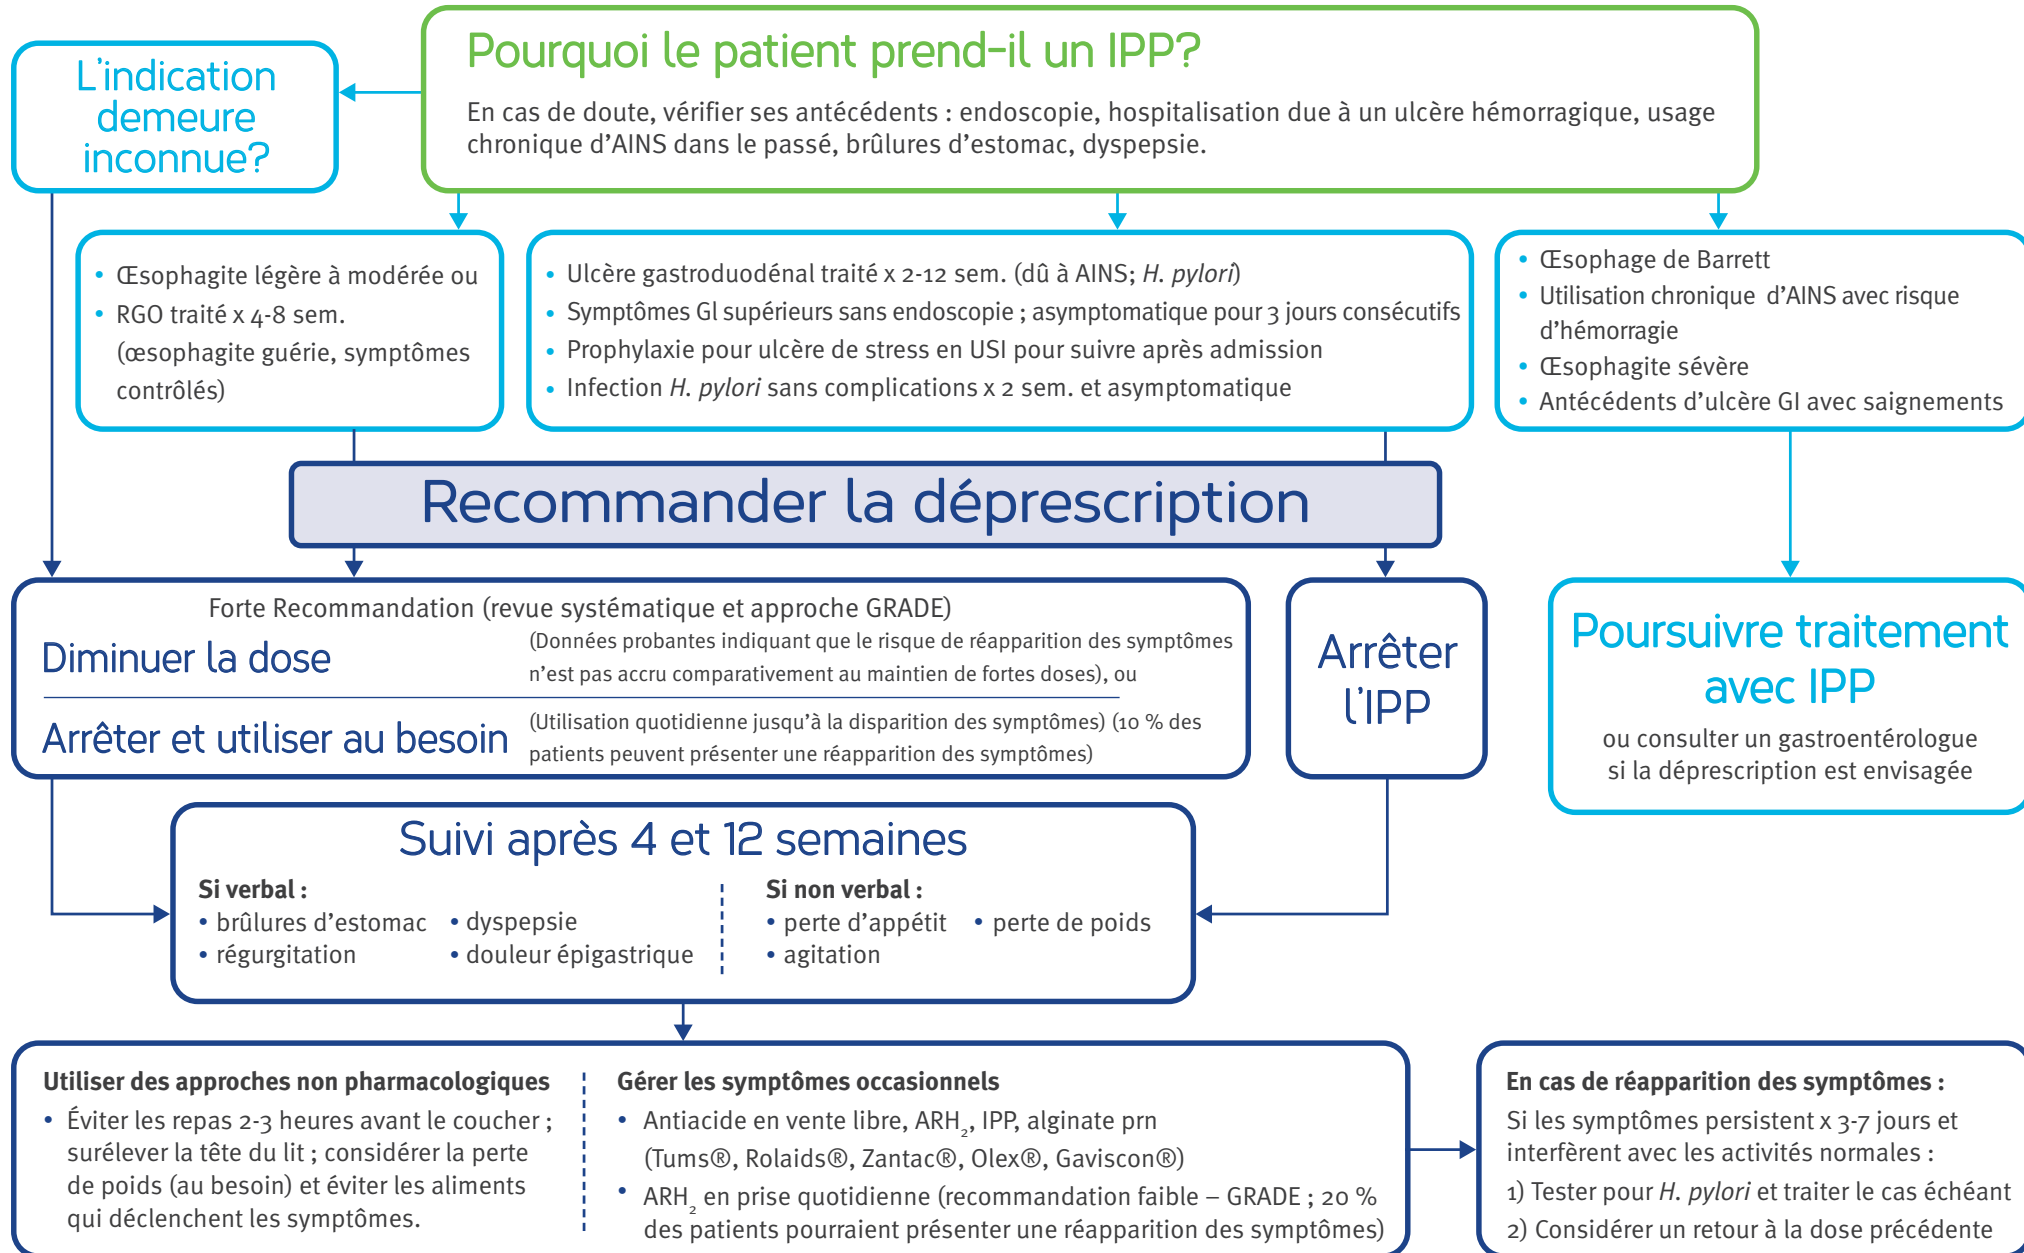 L'indication
demeure
inconnue?
Pourquoi le patient prend-il un IPP?
En cas de doute, vérifier ses antécédents : endoscopie, hospitalisation due à un ulcère hémorragique, usage
chronique d’AINS dans le passé, brûlures d’estomac, dyspepsie.
• Œsophagite légère à modérée ou
• RGO traité x 4-8 sem.
(œsophagite guérie, symptômes
contrôlés)
• Ulcère gastroduodénal traité x 2-12 sem. (dû à AINS; H. pylori)
• Symptômes GI supérieurs sans endoscopie ; asymptomatique pour 3 jours consécutifs
• Prophylaxie pour ulcère de stress en USI pour suivre après admission
• Infection H. pylori sans complications x 2 sem. et asymptomatique
• Œsophage de Barrett
• Utilisation chronique d’AINS avec risque
d’hémorragie
• Œsophagite sévère
• Antécédents d’ulcère GI avec saignements
Recommander la déprescription
Forte Recommandation (revue systématique et approche GRADE)
Diminuer la dose
(Données probantes indiquant que le risque de réapparition des symptômes
n’est pas accru comparativement au maintien de fortes doses), ou
Arrêter et utiliser au besoin
(Utilisation quotidienne jusqu’à la disparition des symptômes) (10 % des
patients peuvent présenter une réapparition des symptômes)
Arrêter
l'IPP
Poursuivre traitement
avec IPP
ou consulter un gastroentérologue
si la déprescription est envisagée
Suivi après 4 et 12 semaines
Si verbal :
• brûlures d’estomac • dyspepsie
• régurgitation • douleur épigastrique
Si non verbal :
• perte d’appétit • perte de poids
• agitation
Utiliser des approches non pharmacologiques
• Éviter les repas 2-3 heures avant le coucher ;
surélever la tête du lit ; considérer la perte
de poids (au besoin) et éviter les aliments
qui déclenchent les symptômes.
Gérer les symptômes occasionnels
• Antiacide en vente libre, ARH₂, IPP, alginate prn
(Tums®, Rolaids®, Zantac®, Olex®, Gaviscon®)
• ARH₂ en prise quotidienne (recommandation faible – GRADE ; 20 %
des patients pourraient présenter une réapparition des symptômes)
En cas de réapparition des symptômes :
Si les symptômes persistent x 3-7 jours et
interfèrent avec les activités normales :
1) Tester pour H. pylori et traiter le cas échéant
2) Considérer un retour à la dose précédente